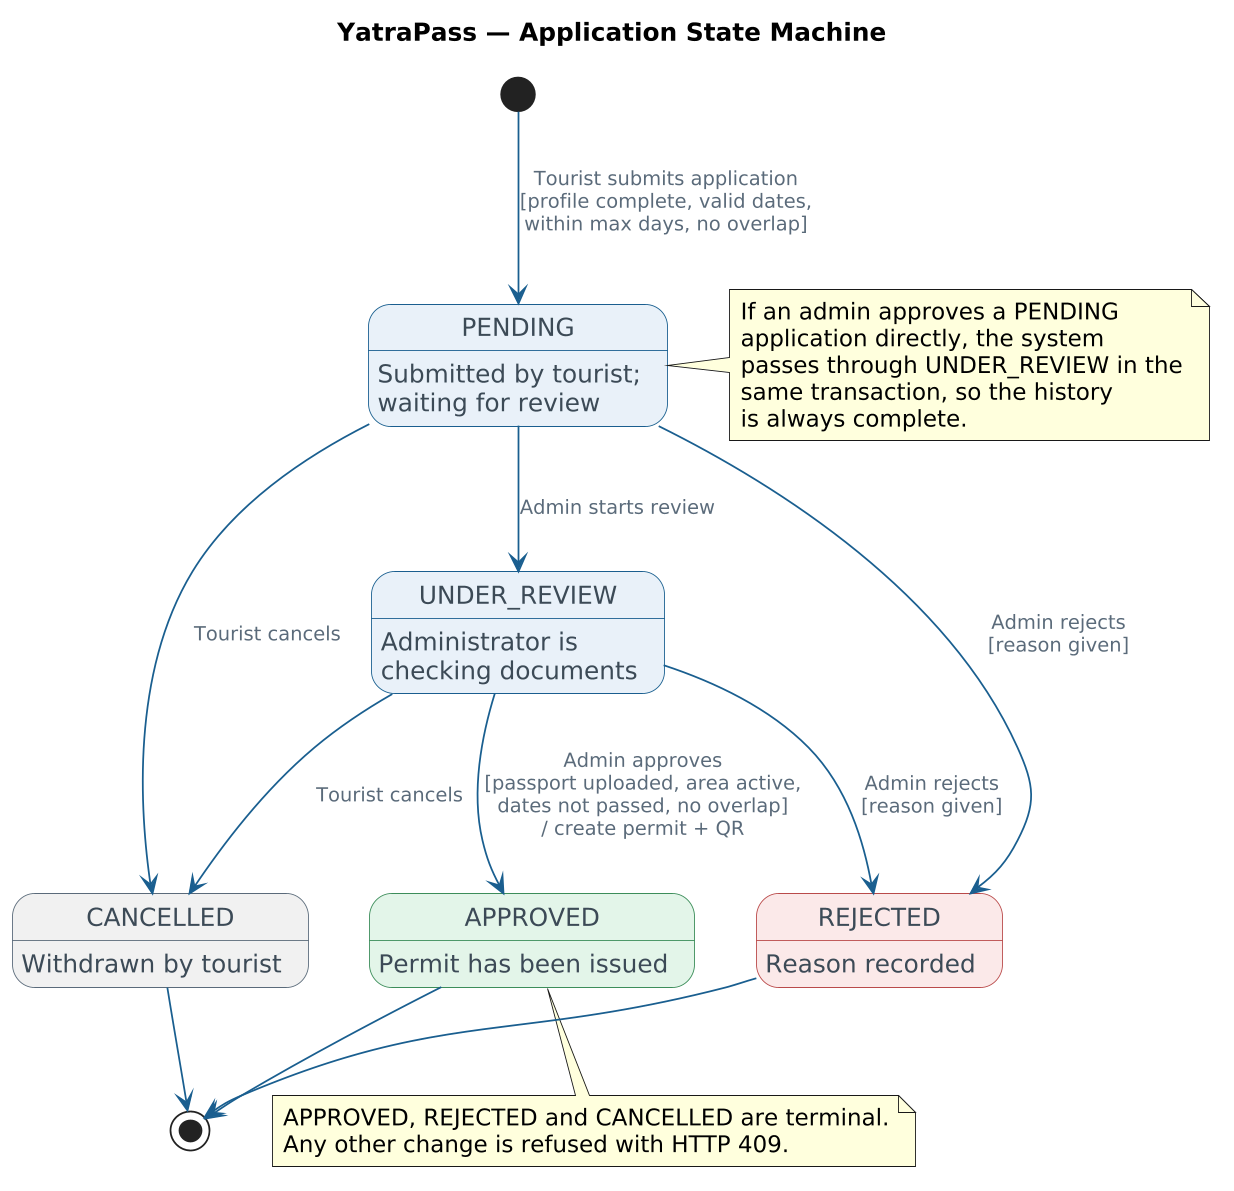 YatraPass — Application State Machine
Tourist submits application
[profile complete, valid dates,
within max days, no overlap]
PENDING
Submitted by tourist;
waiting for review
If an admin approves a PENDING
application directly, the system
passes through UNDER_REVIEW in the
same transaction, so the history
is always complete.
Admin starts review
Tourist cancels
UNDER_REVIEW
Administrator is
checking documents
Admin rejects
[reason given]
Tourist cancels
Admin approves
[passport uploaded, area active,
dates not passed, no overlap]
/ create permit + QR
Admin rejects
[reason given]
CANCELLED
Withdrawn by tourist
APPROVED
Permit has been issued
REJECTED
Reason recorded
APPROVED, REJECTED and CANCELLED are terminal.
Any other change is refused with HTTP 409.